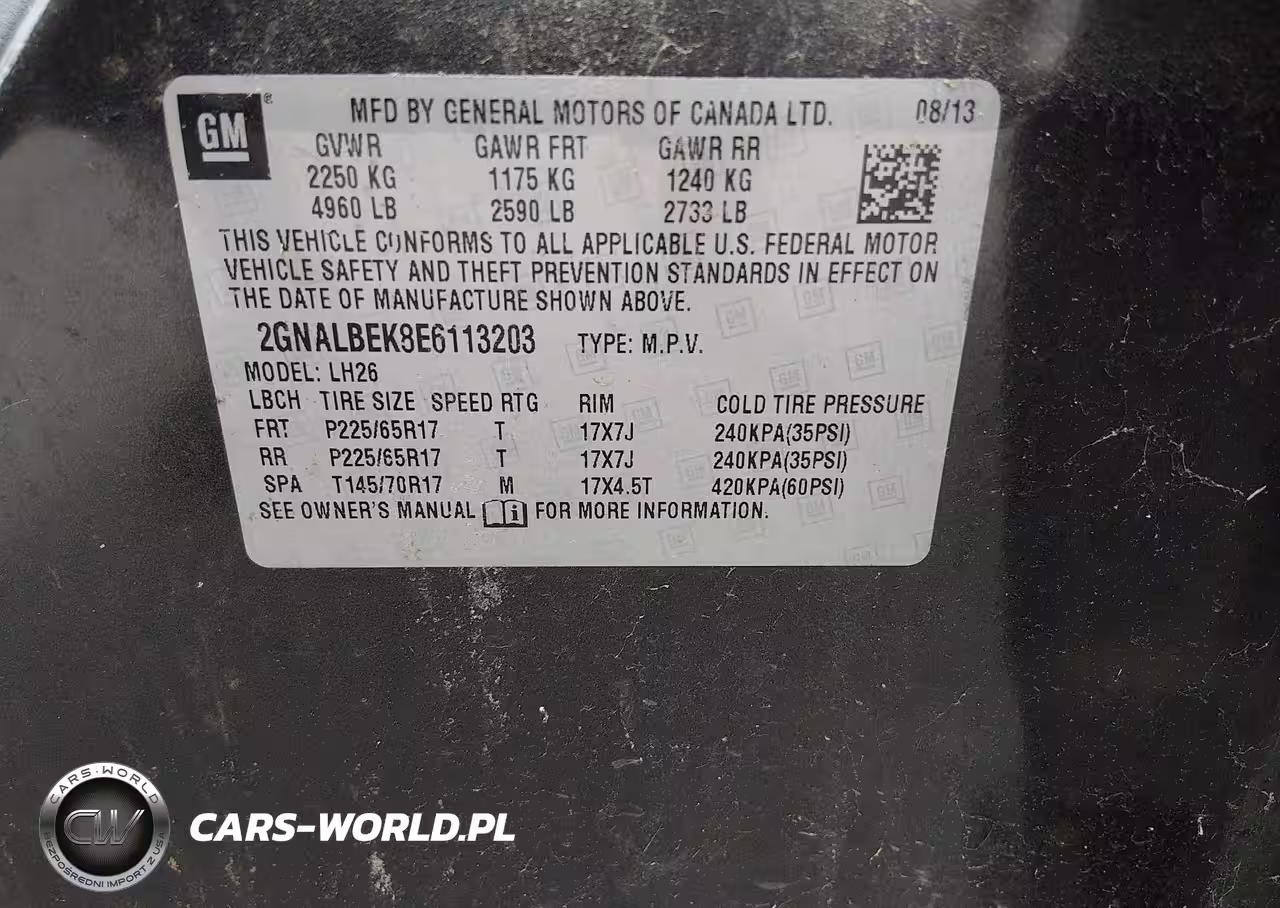 GM ® MFD BY GENERAL MOTORS OF CANADA LTD. 08/13
GVWR GAWR FRT GAWR RR
2250 KG 1175 KG 1240 KG
4960 LB 2590 LB 2733 LB
THIS VEHICLE CONFORMS TO ALL APPLICABLE U.S. FEDERAL MOTOR
VEHICLE SAFETY AND THEFT PREVENTION STANDARDS IN EFFECT ON
THE DATE OF MANUFACTURE SHOWN ABOVE.
2GNALBEK8E6113203 TYPE: M.P.V.
MODEL: LH26
LBCH TIRE SIZE SPEED RTG RIM COLD TIRE PRESSURE
FRT P225/65R17 T 17X7J 240KPA(35PSI)
RR P225/65R17 T 17X7J 240KPA(35PSI)
SPA T145/70R17 M 17X4.5T 420KPA(60PSI)
SEE OWNER'S MANUAL i FOR MORE INFORMATION.
CARS-WORLD
CW
BEZPOŚREDNI IMPORT Z USA
CARS-WORLD.PL